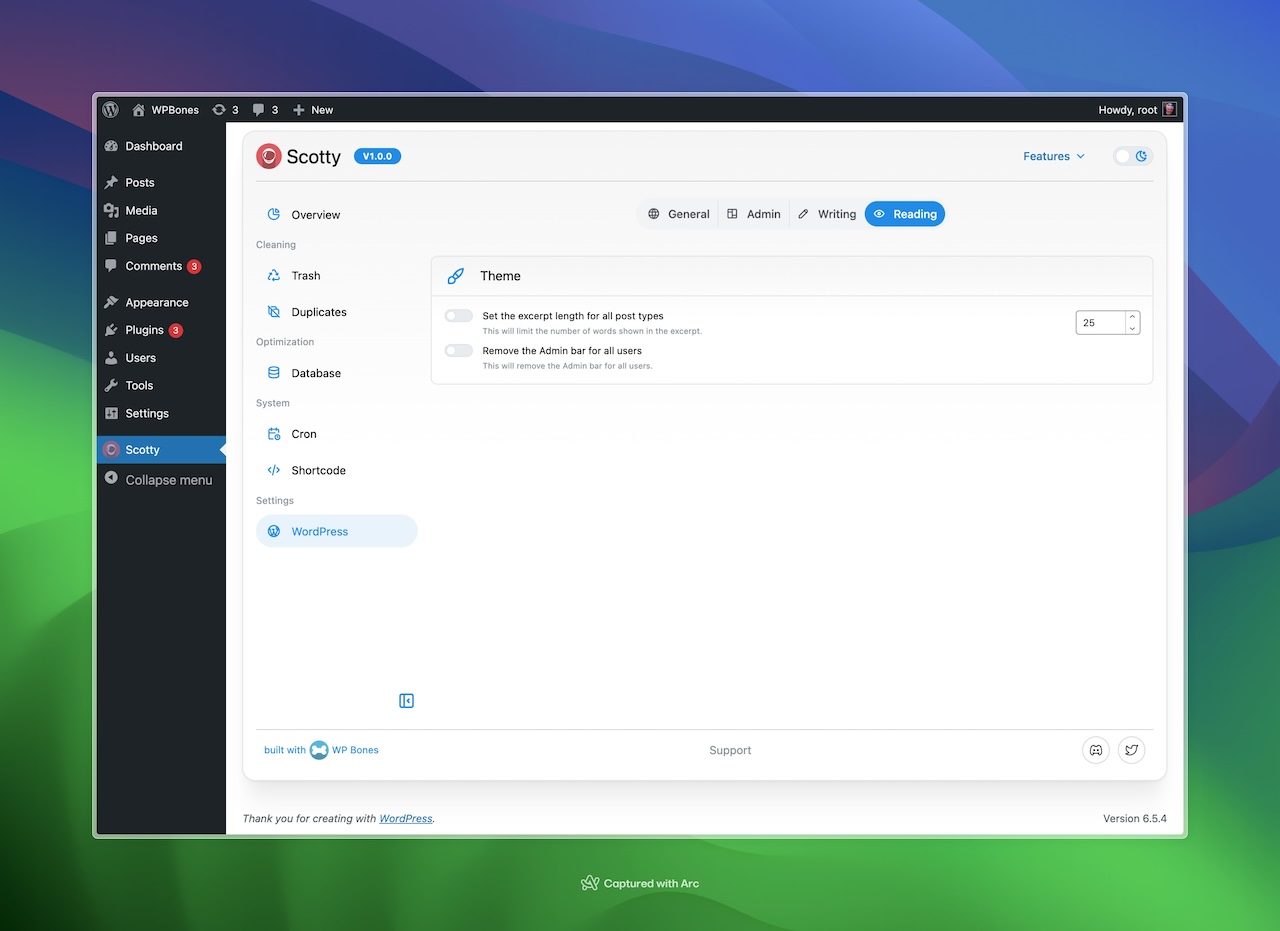 WPBones 3 3 New
Howdy, root
Dashboard
Posts
Media
Pages
Comments 3
Appearance
Plugins 3
Users
Tools
Settings
Scotty
Collapse menu
Scotty V1.0.0
Features
Overview
Cleaning
Trash
Duplicates
Optimization
Database
System
Cron
Shortcode
Settings
WordPress
General Admin Writing Reading
Theme
Set the excerpt length for all post types
This will limit the number of words shown in the excerpt.
25
Remove the Admin bar for all users
This will remove the Admin bar for all users.
built with WP Bones
Support
Thank you for creating with WordPress.
Version 6.5.4
Captured with Arc